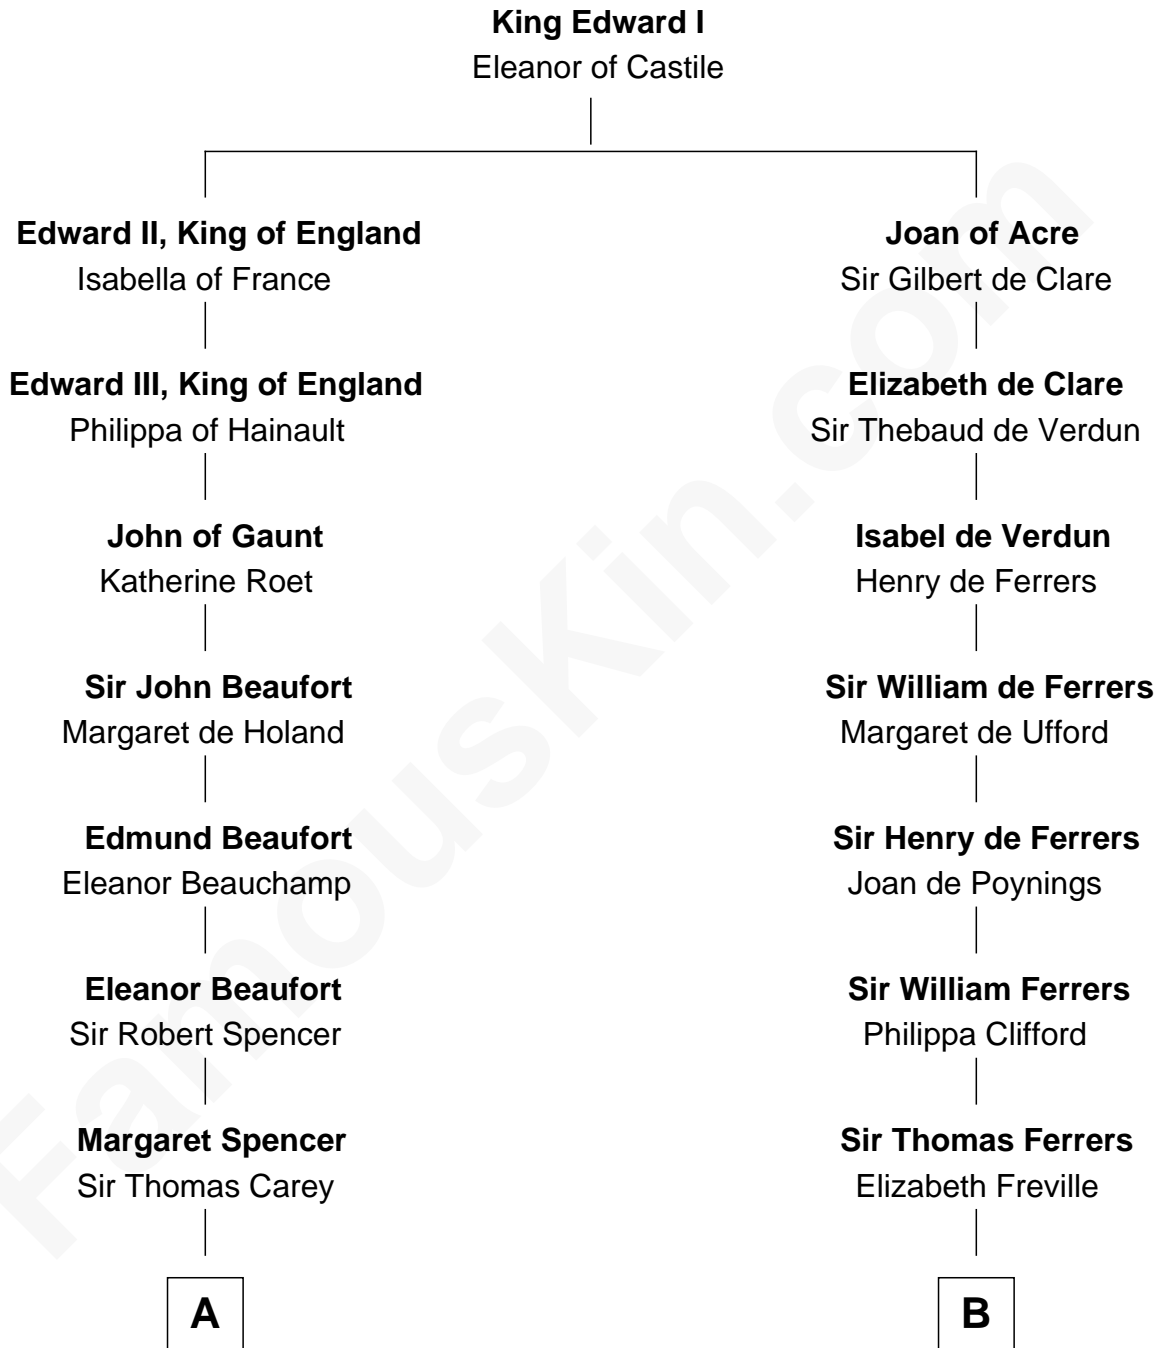 King Edward I
Eleanor of Castile
Edward II, King of England
Isabella of France
Joan of Acre
Sir Gilbert de Clare
Edward III, King of England
Philippa of Hainault
Elizabeth de Clare
Sir Thebaud de Verdun
John of Gaunt
Katherine Roet
Isabel de Verdun
Henry de Ferrers
Sir John Beaufort
Margaret de Holand
Sir William de Ferrers
Margaret de Ufford
Edmund Beaufort
Eleanor Beauchamp
Sir Henry de Ferrers
Joan de Poynings
Eleanor Beaufort
Sir Robert Spencer
Sir William Ferrers
Philippa Clifford
Margaret Spencer
Sir Thomas Carey
Sir Thomas Ferrers
Elizabeth Freville
A
B
FamousKin.com